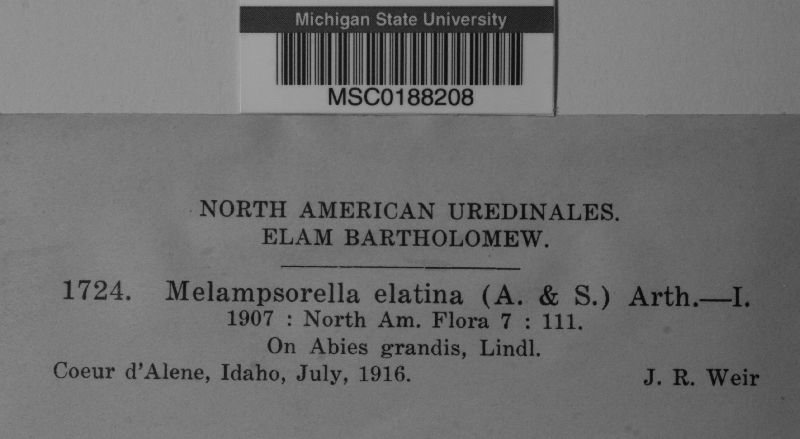 Michigan State University
MSC0188208
NORTH AMERICAN UREDINALES.
ELAM BARTHOLOMEW.
1724. Melampsorella elatina (A. & S.) Arth.—I.
1907 : North Am. Flora 7 : 111.
On Abies grandis, Lindl.
Coeur d'Alene, Idaho, July, 1916. J. R. Weir